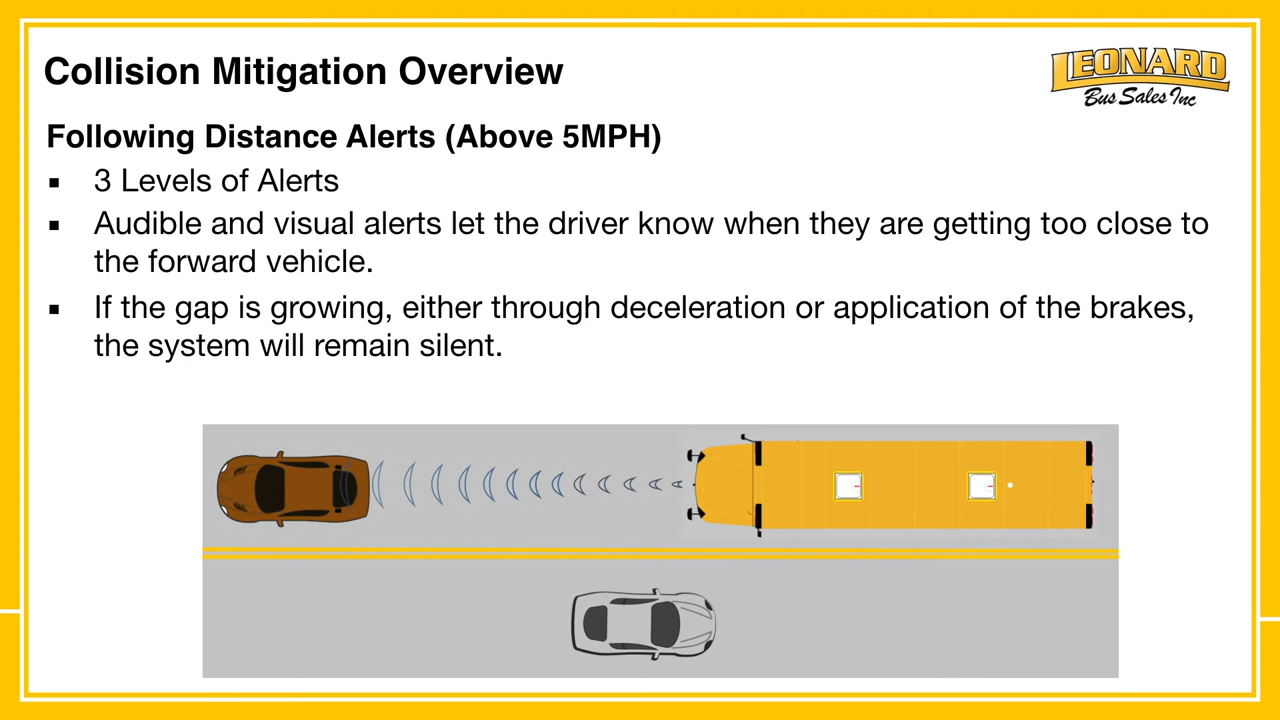 Collision Mitigation Overview
LEONARD
Bus Sales Inc
Following Distance Alerts (Above 5MPH)
▪ 3 Levels of Alerts
▪ Audible and visual alerts let the driver know when they are getting too close to
the forward vehicle.
▪ If the gap is growing, either through deceleration or application of the brakes,
the system will remain silent.